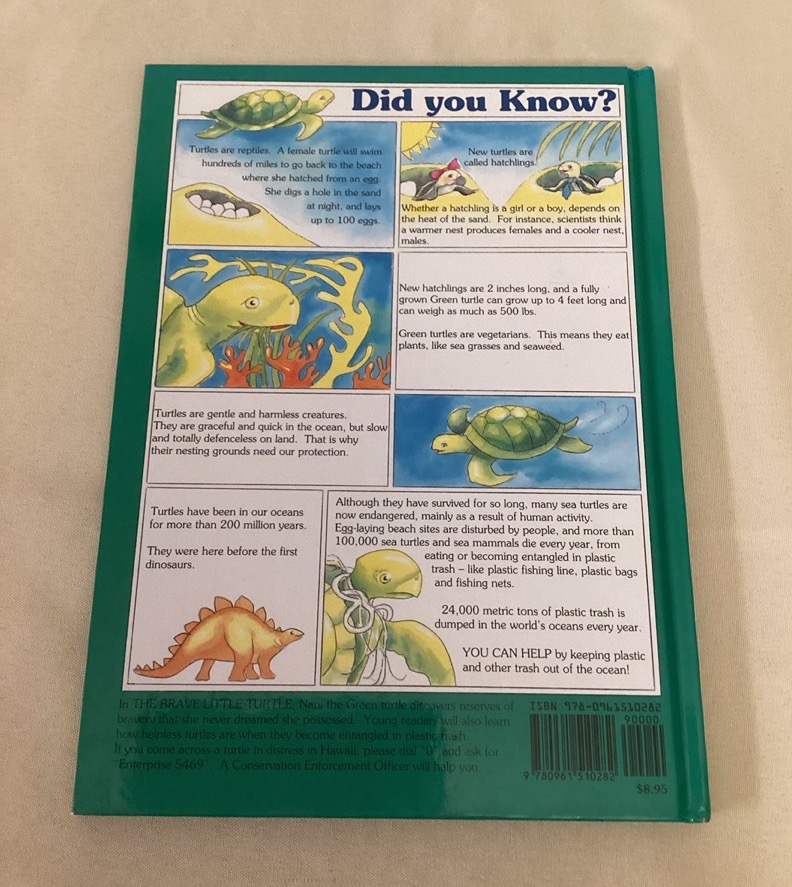 Did you Know?
Turtles are reptiles. A female turtle will swim
hundreds of miles to go back to the beach
where she hatched from an egg.
She digs a hole in the sand
at night, and lays
up to 100 eggs.
New turtles are
called hatchlings.
Whether a hatchling is a girl or a boy, depends on
the heat of the sand. For instance, scientists think
a warmer nest produces females and a cooler nest,
males.
New hatchlings are 2 inches long, and a fully
grown Green turtle can grow up to 4 feet long and
can weigh as much as 500 lbs.
Green turtles are vegetarians. This means they eat
plants, like sea grasses and seaweed.
Turtles are gentle and harmless creatures.
They are graceful and quick in the ocean, but slow
and totally defenceless on land. That is why
their nesting grounds need our protection.
Turtles have been in our oceans
for more than 200 million years.
They were here before the first
dinosaurs.
Although they have survived for so long, many sea turtles are
now endangered, mainly as a result of human activity.
Egg-laying beach sites are disturbed by people, and more than
100,000 sea turtles and sea mammals die every year, from
eating or becoming entangled in plastic
trash – like plastic fishing line, plastic bags
and fishing nets.
24,000 metric tons of plastic trash is
dumped in the world's oceans every year.
YOU CAN HELP by keeping plastic
and other trash out of the ocean!
In THE BRAVE LITTLE TURTLE, Nani the Green turtle discovers reserves of
bravery that she never dreamed she possessed. Young readers will also learn
how helpless turtles are when they become entangled in plastic trash.
If you come across a turtle in distress in Hawaii, please dial "0" and ask for
"Enterprise 5469". A Conservation Enforcement Officer will help you.
ISBN 978-0961510282
90000
9 780961 510282
$8.95